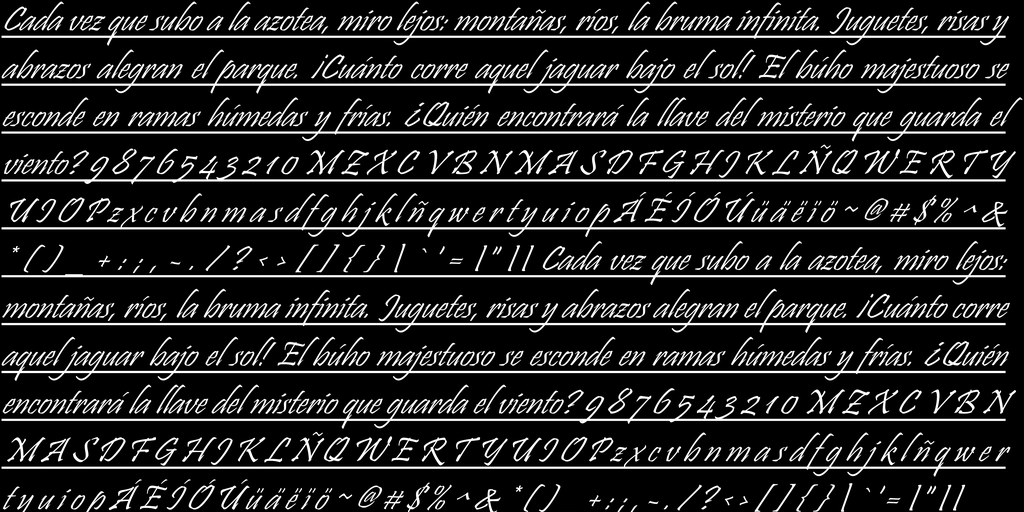 Cada vez que subo a la azotea, miro lejos: montañas, ríos, la bruma infinita. Juguetes, risas y
abrazos alegran el parque. ¡Cuánto corre aquel jaguar bajo el sol! El búho majestuoso se
esconde en ramas húmedas y frías. ¿Quién encontrará la llave del misterio que guarda el
viento? 9 8 7 6 5 4 3 2 1 0 M Z X C V B N M A S D F G H J K L Ñ Q W E R T Y
U I O P z x c v b n m a s d f g h j k l ñ q w e r t y u i o p Á É Í Ó Ú ü ä ë ï ö ~ @ # $ % ^ &
* ( ) _ + : ; , - . / ? < > [ ] { } | ` ' = | " | | Cada vez que subo a la azotea, miro lejos:
montañas, ríos, la bruma infinita. Juguetes, risas y abrazos alegran el parque. ¡Cuánto corre
aquel jaguar bajo el sol! El búho majestuoso se esconde en ramas húmedas y frías. ¿Quién
encontrará la llave del misterio que guarda el viento? 9 8 7 6 5 4 3 2 1 0 M Z X C V B N
M A S D F G H J K L Ñ Q W E R T Y U I O P z x c v b n m a s d f g h j k l ñ q w e r
t y u i o p Á É Í Ó Ú ü ä ë ï ö ~ @ # $ % ^ & * ( ) _ + : ; , - . / ? < > [ ] { } | ` ' = | " | |